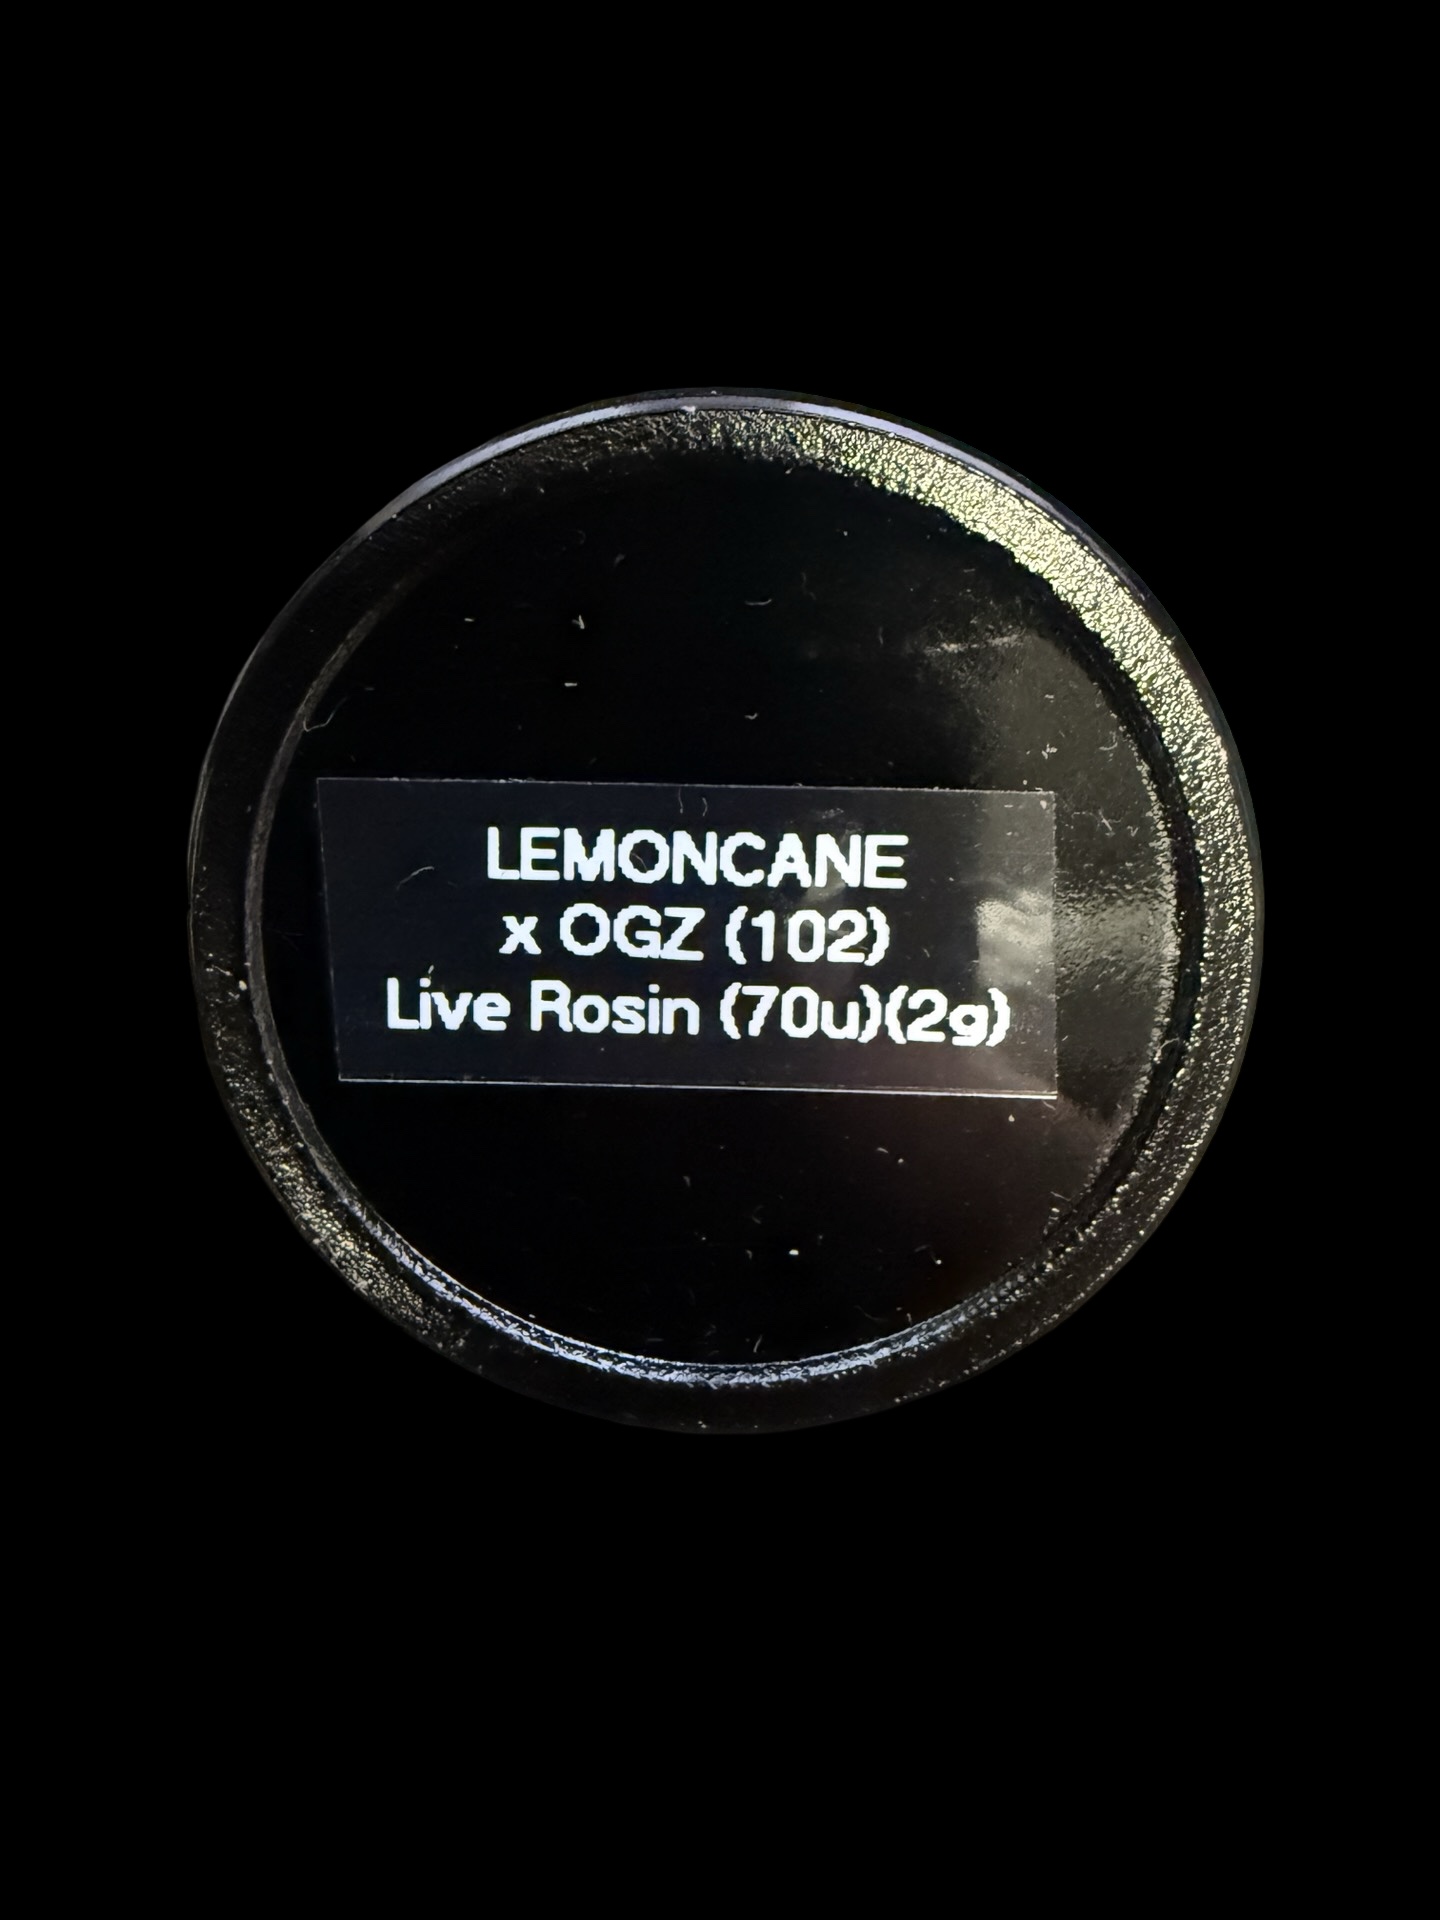 LEMONCANE
x OGZ (102)
Live Rosin (70u)(2g)